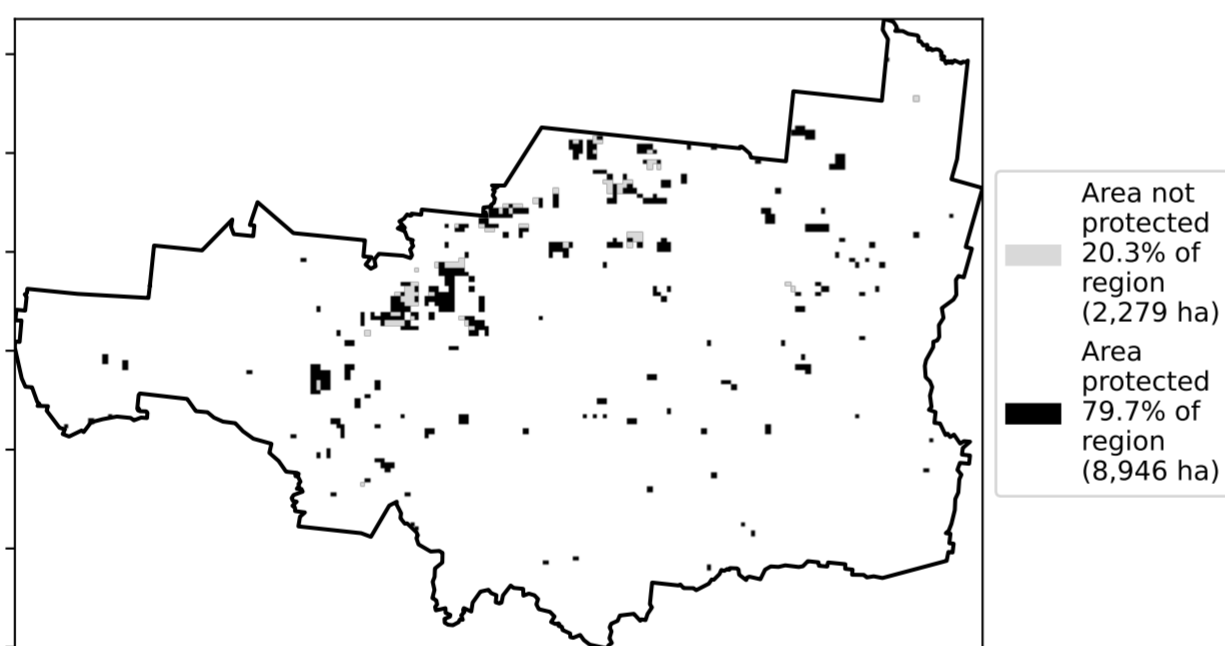 Area not
protected
20.3% of
region
(2,279 ha)
Area
protected
79.7% of
region
(8,946 ha)